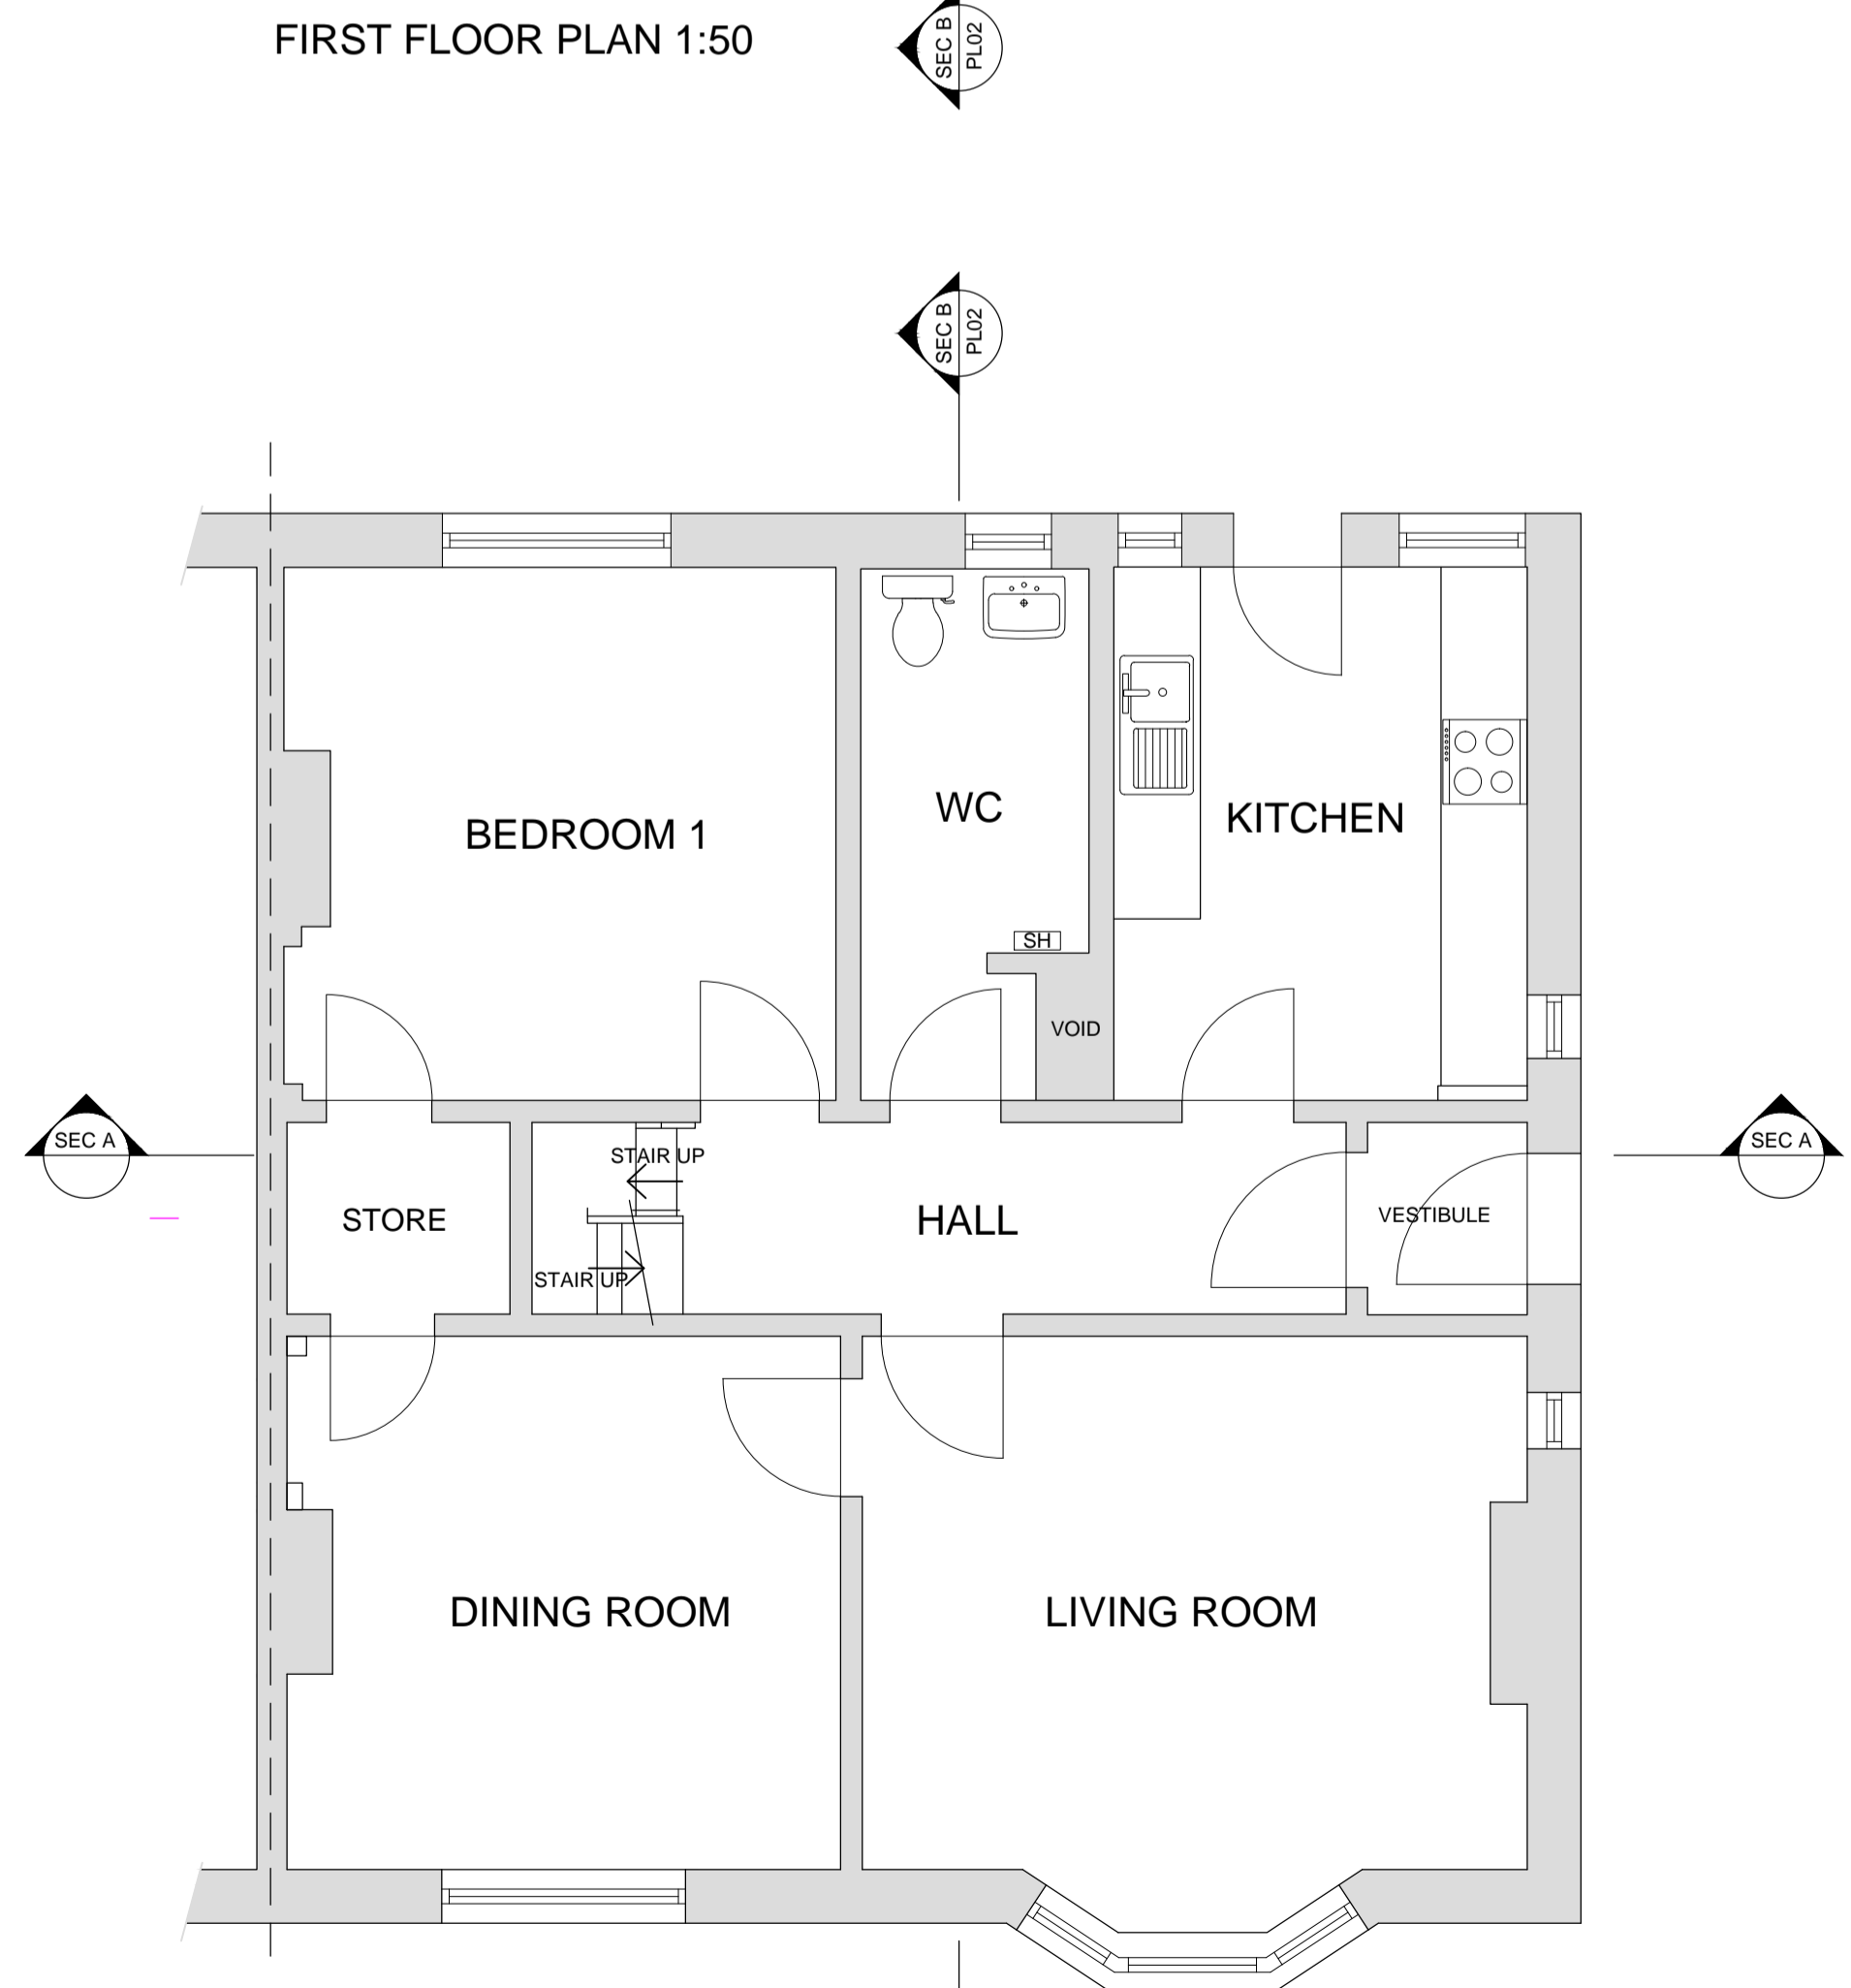 FIRST FLOOR PLAN 1:50
SEC B
PL02
SEC B
PL02
BEDROOM 1
WC
KITCHEN
SH
VOID
SEC A
STAIR UP
STORE
HALL
VESTIBULE
SEC A
STAIR UP
DINING ROOM
LIVING ROOM